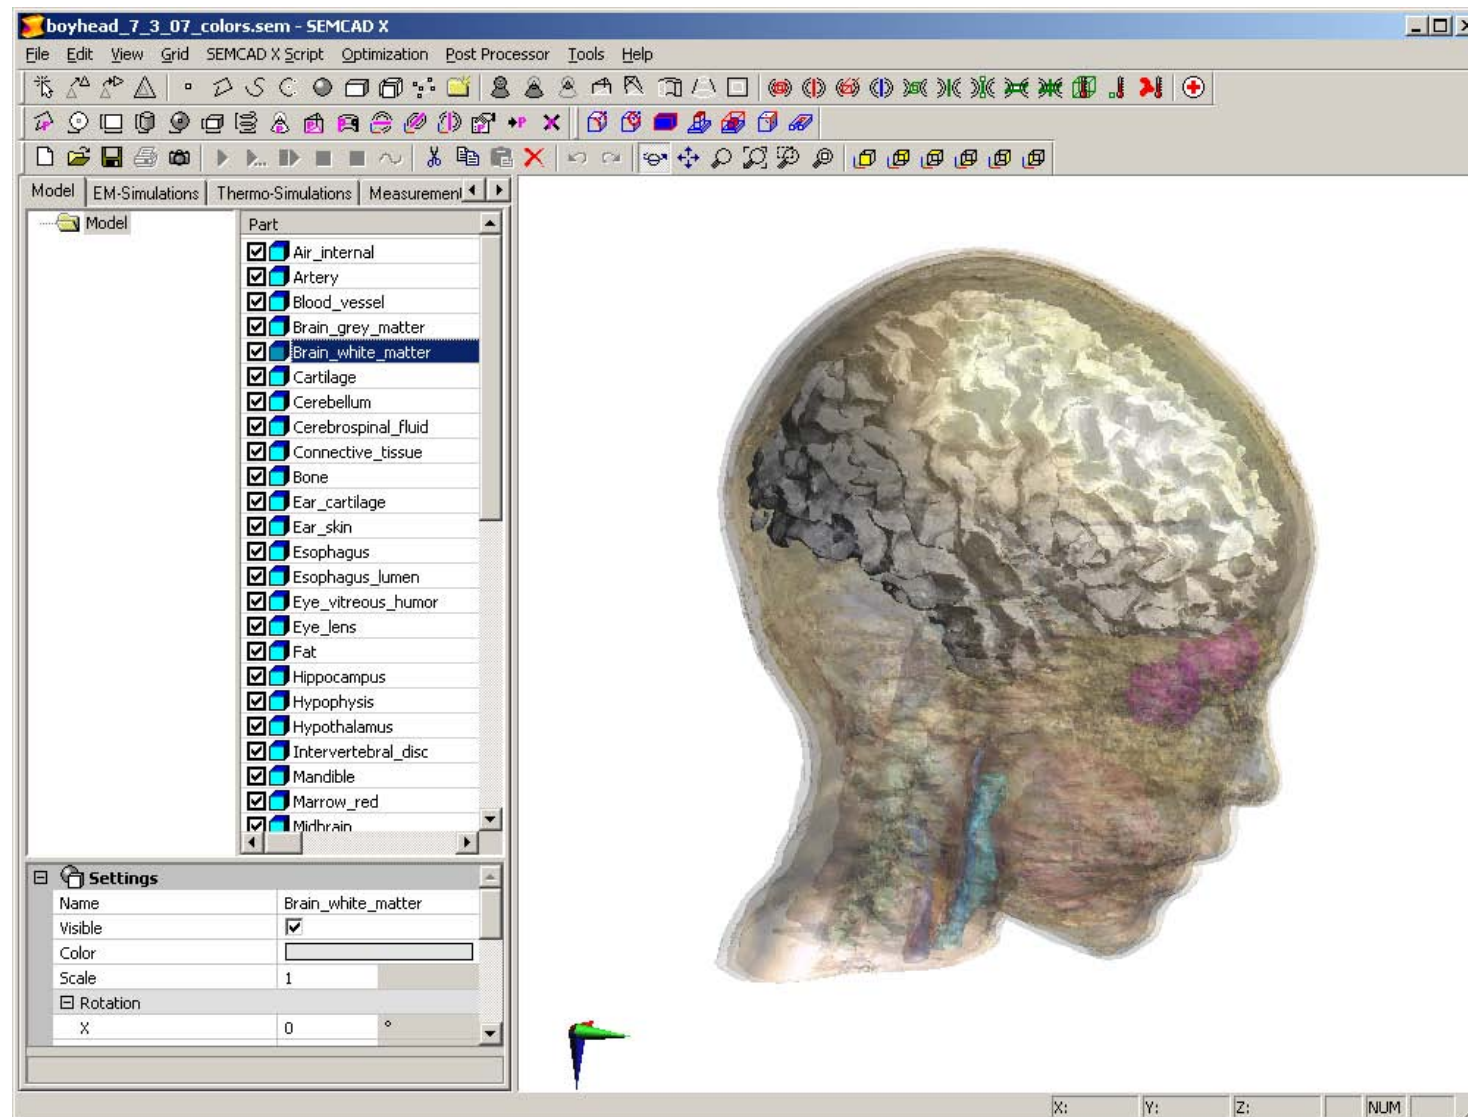 boyhead_7_3_07_colors.sem - SEMCAD X
File Edit View Grid SEMCAD X Script Optimization Post Processor Tools Help
Model EM-Simulations Thermo-Simulations Measurement
Model
Part
Air_internal
Artery
Blood_vessel
Brain_grey_matter
Brain_white_matter
Cartilage
Cerebellum
Cerebrospinal_fluid
Connective_tissue
Bone
Ear_cartilage
Ear_skin
Esophagus
Esophagus_lumen
Eye_vitreous_humor
Eye_lens
Fat
Hippocampus
Hypophysis
Hypothalamus
Intervertebral_disc
Mandible
Marrow_red
Midbrain
Settings
Name Brain_white_matter
Visible
Color
Scale 1
Rotation
X 0 °
X: Y: Z: NUM